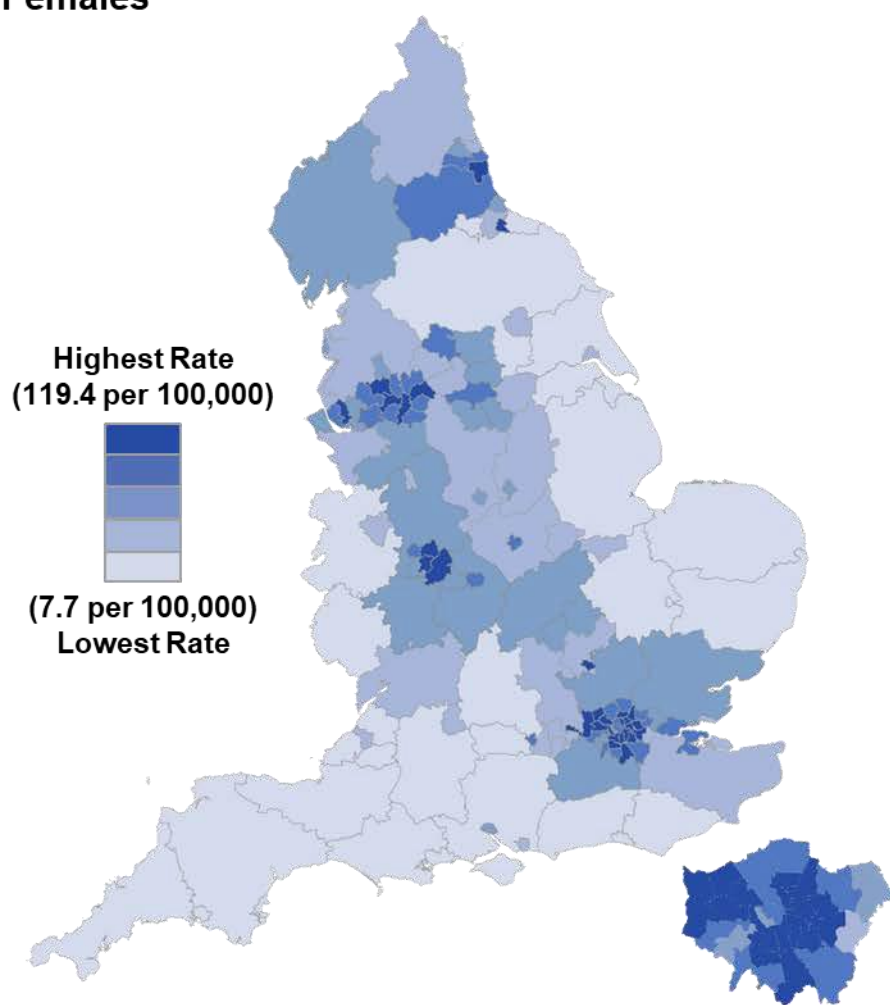 Females
Highest Rate
(119.4 per 100,000)
(7.7 per 100,000)
Lowest Rate